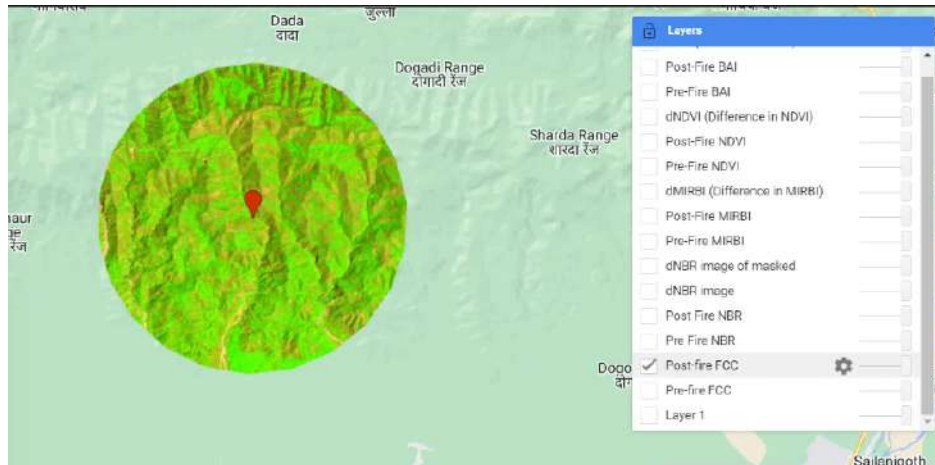 Dada
दादा
जुल्ला
Dogadi Range
दोगादी रेंज
Sharda Range
शारदा रेंज
Layers
Post-Fire BAI
Pre-Fire BAI
dNDVI (Difference in NDVI)
Post-Fire NDVI
Pre-Fire NDVI
dMIRBI (Difference in MIRBI)
Post-Fire MIRBI
Pre-Fire MIRBI
dNBR image of masked
dNBR image
Post Fire NBR
Pre Fire NBR
Post-fire FCC
Pre-fire FCC
Layer 1
रेंज
Sailanigoth